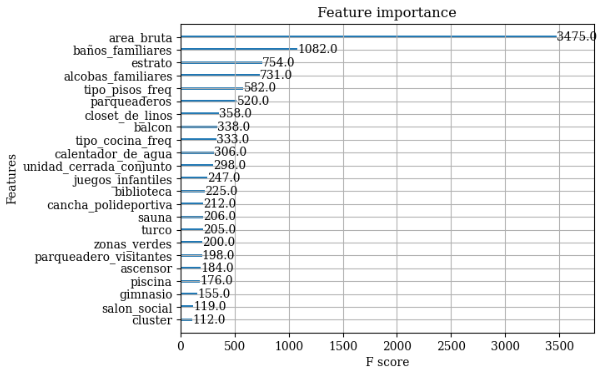 Feature importance
area_bruta 3475.0
baños_familiares 1082.0
estrato 754.0
alcobas_familiares 731.0
tipo_pisos_freq 582.0
parqueaderos 520.0
closet_de_linos 358.0
balcon 338.0
tipo_cocina_freq 333.0
calentador_de_agua 306.0
unidad_cerrada_conjunto 298.0
juegos_infantiles 247.0
biblioteca 225.0
cancha_polideportiva 212.0
sauna 206.0
turco 205.0
zonas_verdes 200.0
parqueadero_visitantes 198.0
ascensor 184.0
piscina 176.0
gimnasio 155.0
salon_social 119.0
cluster 112.0
Features
0 500 1000 1500 2000 2500 3000 3500
F score